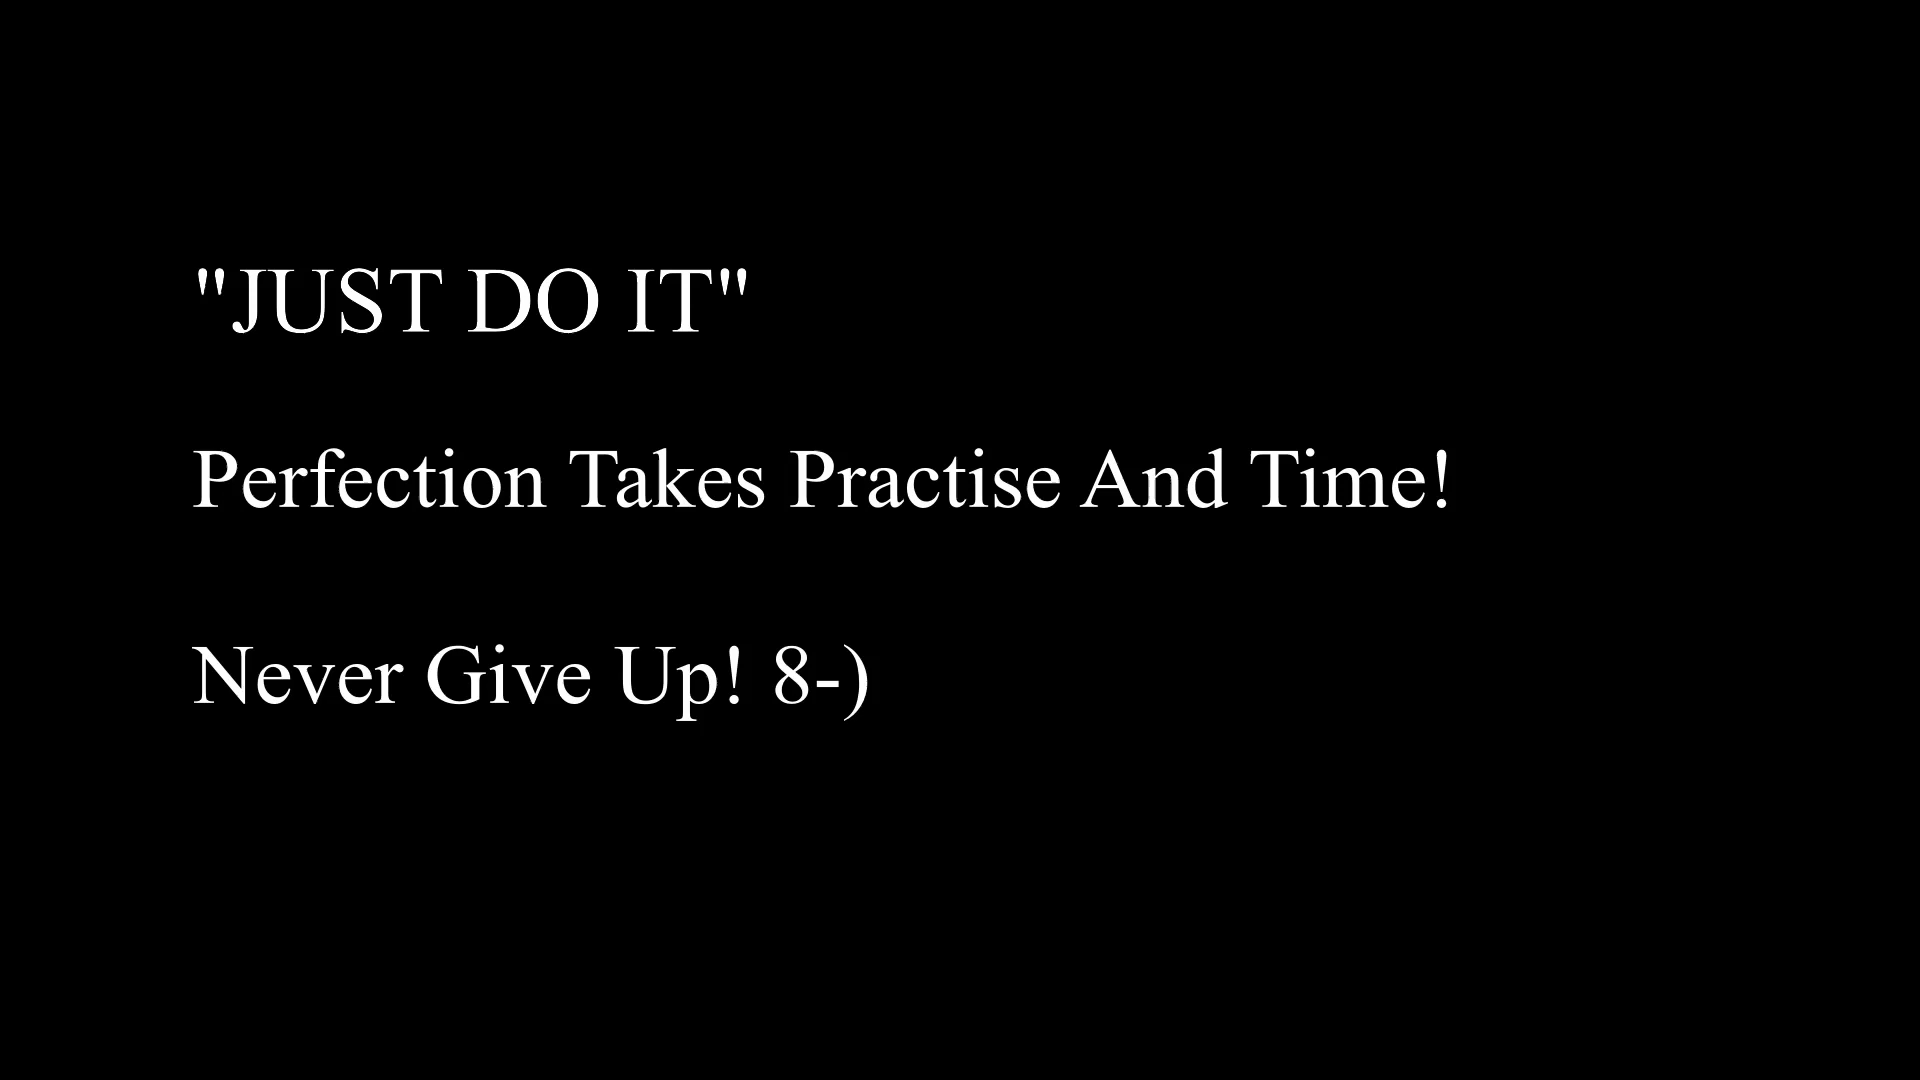 "JUST DO IT"
Perfection Takes Practise And Time!
Never Give Up! 8-)